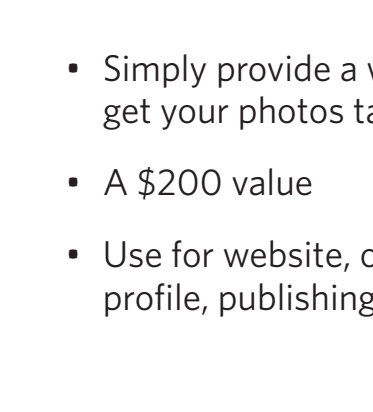 • Simply provide a
get your photos
• A $200 value
• Use for website,
profile, publishing